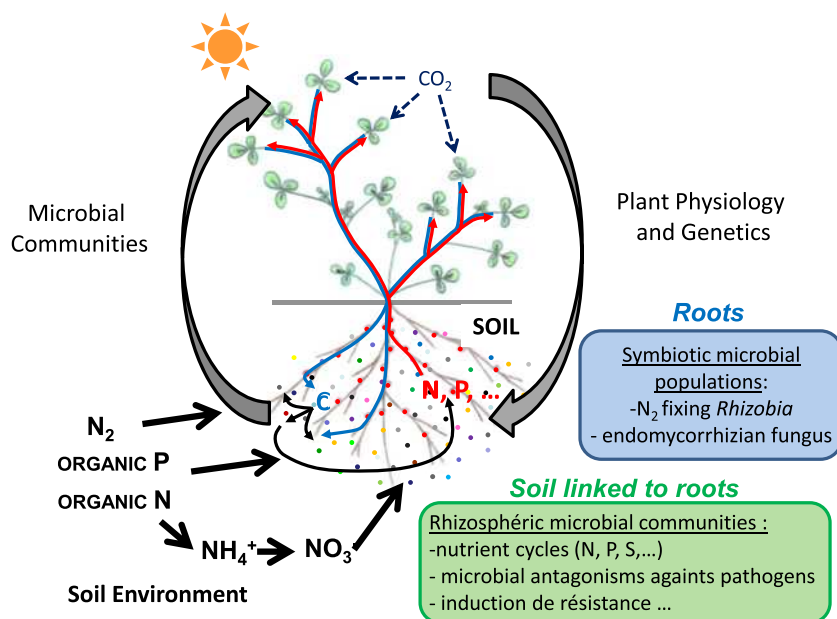 CO₂
Microbial
Communities
Plant Physiology
and Genetics
SOIL
Roots
Symbiotic microbial
populations:
-N₂ fixing Rhizobia
- endomycorrhizian fungus
C
N, P, ...
N₂
ORGANIC P
ORGANIC N
NH₄⁺
NO₃⁻
Soil Environment
Soil linked to roots
Rhizosphéric microbial communities :
-nutrient cycles (N, P, S,...)
- microbial antagonisms againts pathogens
- induction de résistance ...